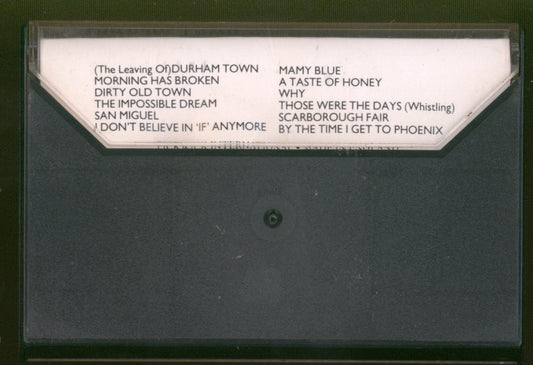 (The Leaving Of)DURHAM TOWN
MORNING HAS BROKEN
DIRTY OLD TOWN
THE IMPOSSIBLE DREAM
SAN MIGUEL
I DON'T BELIEVE IN 'IF' ANYMORE
MAMY BLUE
A TASTE OF HONEY
WHY
THOSE WERE THE DAYS (Whistling)
SCARBOROUGH FAIR
BY THE TIME I GET TO PHOENIX